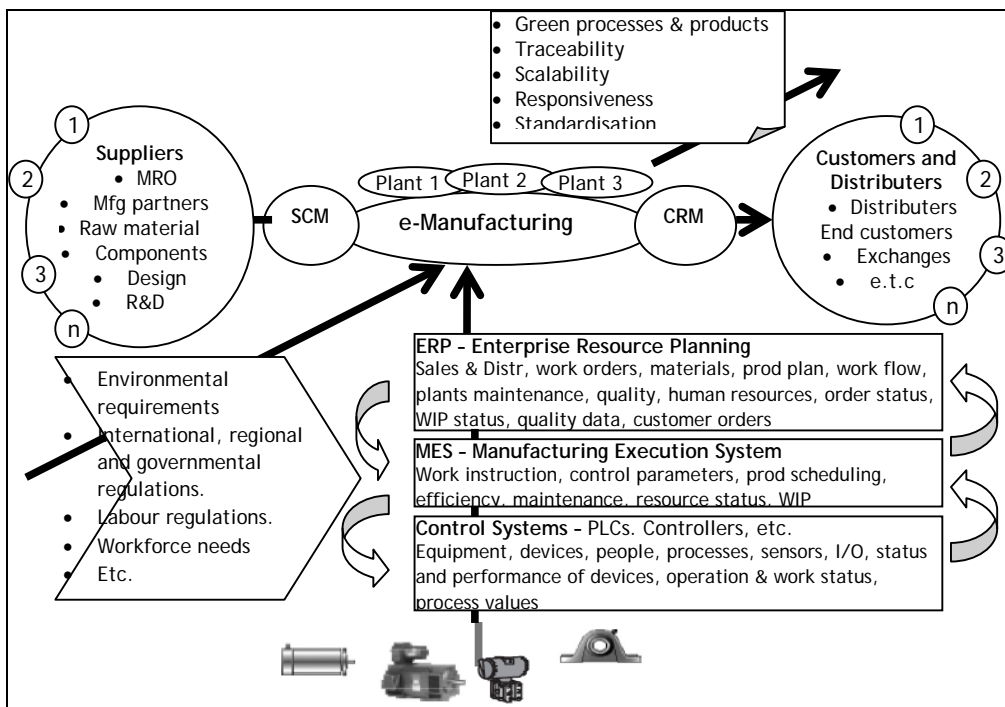 • Green processes & products
• Traceability
• Scalability
• Responsiveness
• Standardisation
1
2
3
n
Suppliers
• MRO
• Mfg partners
• Raw material
• Components
• Design
• R&D
SCM
Plant 1
Plant 2
Plant 3
e-Manufacturing
CRM
1
2
3
n
Customers and
Distributers
• Distributers
End customers
• Exchanges
• e.t.c
• Environmental
requirements
• International, regional
and governmental
regulations.
• Labour regulations.
• Workforce needs
• Etc.
ERP – Enterprise Resource Planning
Sales & Distr, work orders, materials, prod plan, work flow,
plants maintenance, quality, human resources, order status,
WIP status, quality data, customer orders
MES – Manufacturing Execution System
Work instruction, control parameters, prod scheduling,
efficiency, maintenance, resource status, WIP
Control Systems – PLCs. Controllers, etc.
Equipment, devices, people, processes, sensors, I/O, status
and performance of devices, operation & work status,
process values